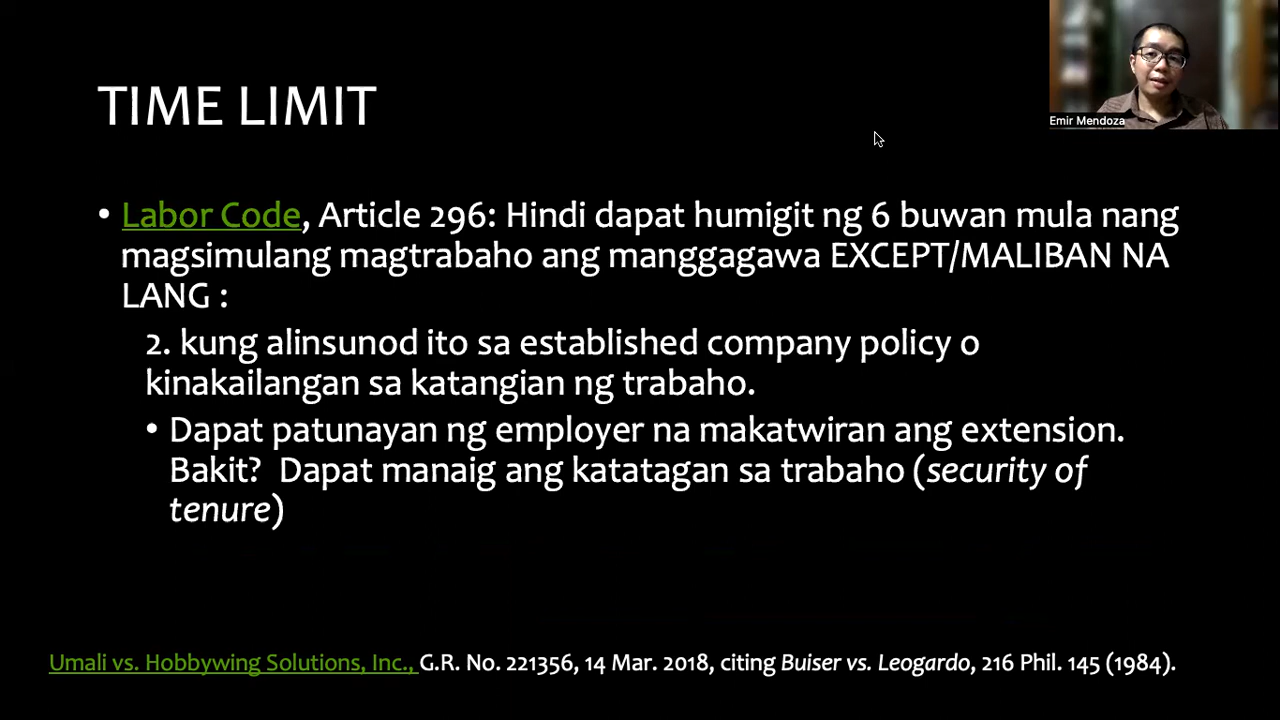 Emir Mendoza
TIME LIMIT
• Labor Code, Article 296: Hindi dapat humigit ng 6 buwan mula nang
magsimulang magtrabaho ang manggagawa EXCEPT/MALIBAN NA
LANG :
2. kung alinsunod ito sa established company policy o
kinakailangan sa katangian ng trabaho.
• Dapat patunayan ng employer na makatwiran ang extension.
Bakit?  Dapat manaig ang katatagan sa trabaho (security of
tenure)
Umali vs. Hobbywing Solutions, Inc., G.R. No. 221356, 14 Mar. 2018, citing Buiser vs. Leogardo, 216 Phil. 145 (1984).